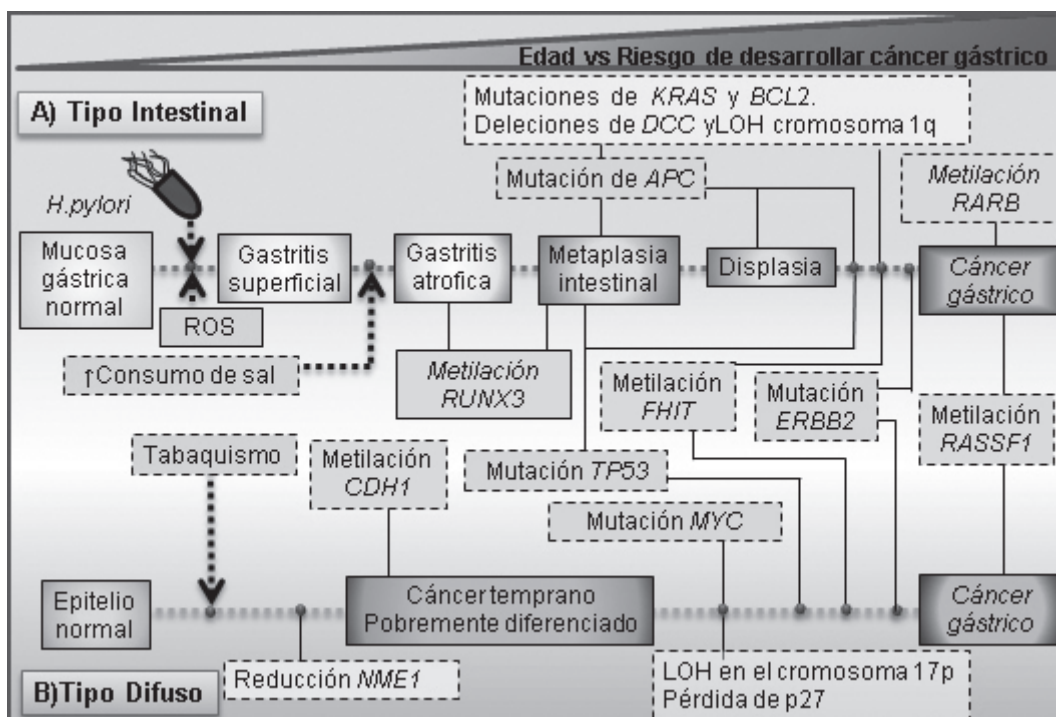 Edad vs Riesgo de desarrollar cáncer gástrico
A) Tipo Intestinal
Mutaciones de KRAS y BCL2.
Deleciones de DCC yLOH cromosoma 1q
Mutación de APC
Metilación
RARB
H.pylori
Mucosa
gástrica
normal
ROS
Gastritis
superficial
Gastritis
atrofica
Metaplasia
intestinal
Displasia
Cáncer
gástrico
↑Consumo de sal
Metilación
RUNX3
Metilación
FHIT
Mutación
ERBB2
Metilación
RASSF1
Tabaquismo
Metilación
CDH1
Mutación TP53
Mutación MYC
Epitelio
normal
Cáncer temprano
Pobremente diferenciado
Cáncer
gástrico
Reducción NME1
LOH en el cromosoma 17p
Pérdida de p27
B)Tipo Difuso